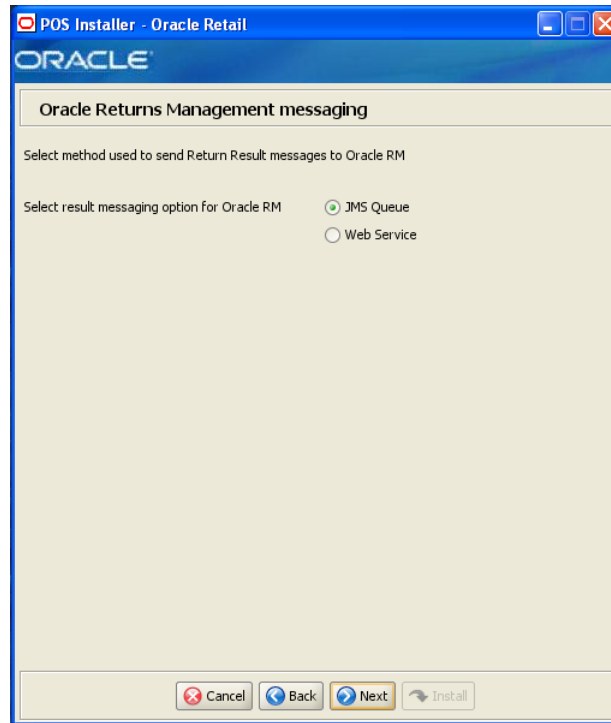 POS Installer - Oracle Retail
ORACLE
Oracle Returns Management messaging
Select method used to send Return Result messages to Oracle RM
Select result messaging option for Oracle RM
JMS Queue
Web Service
Cancel
Back
Next
Install